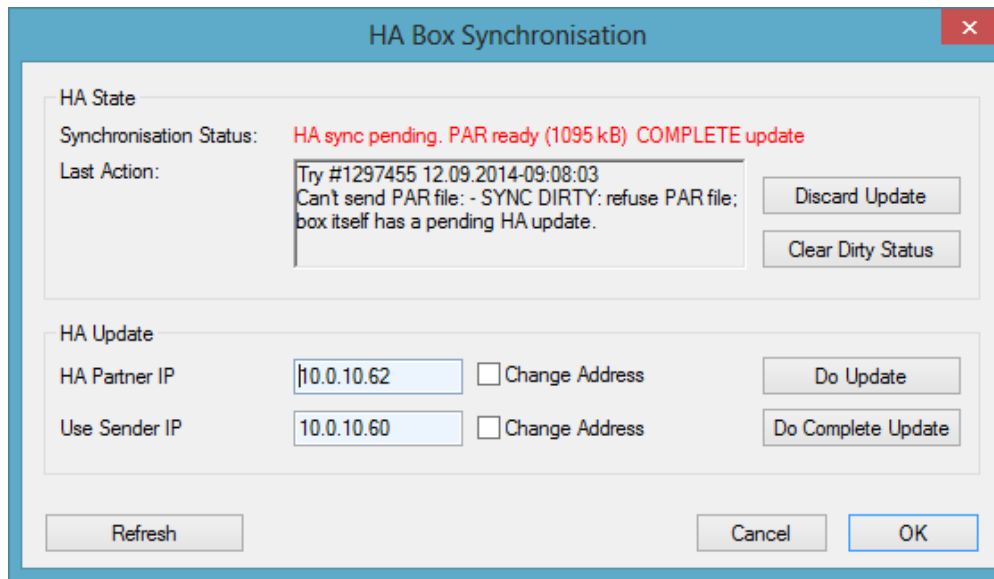 HA Box Synchronisation
HA State
Synchronisation Status: HA sync pending. PAR ready (1095 kB) COMPLETE update
Last Action: Try #1297455 12.09.2014-09:08:03
Can't send PAR file: - SYNC DIRTY: refuse PAR file;
box itself has a pending HA update.
Discard Update
Clear Dirty Status
HA Update
HA Partner IP 10.0.10.62 Change Address Do Update
Use Sender IP 10.0.10.60 Change Address Do Complete Update
Refresh Cancel OK